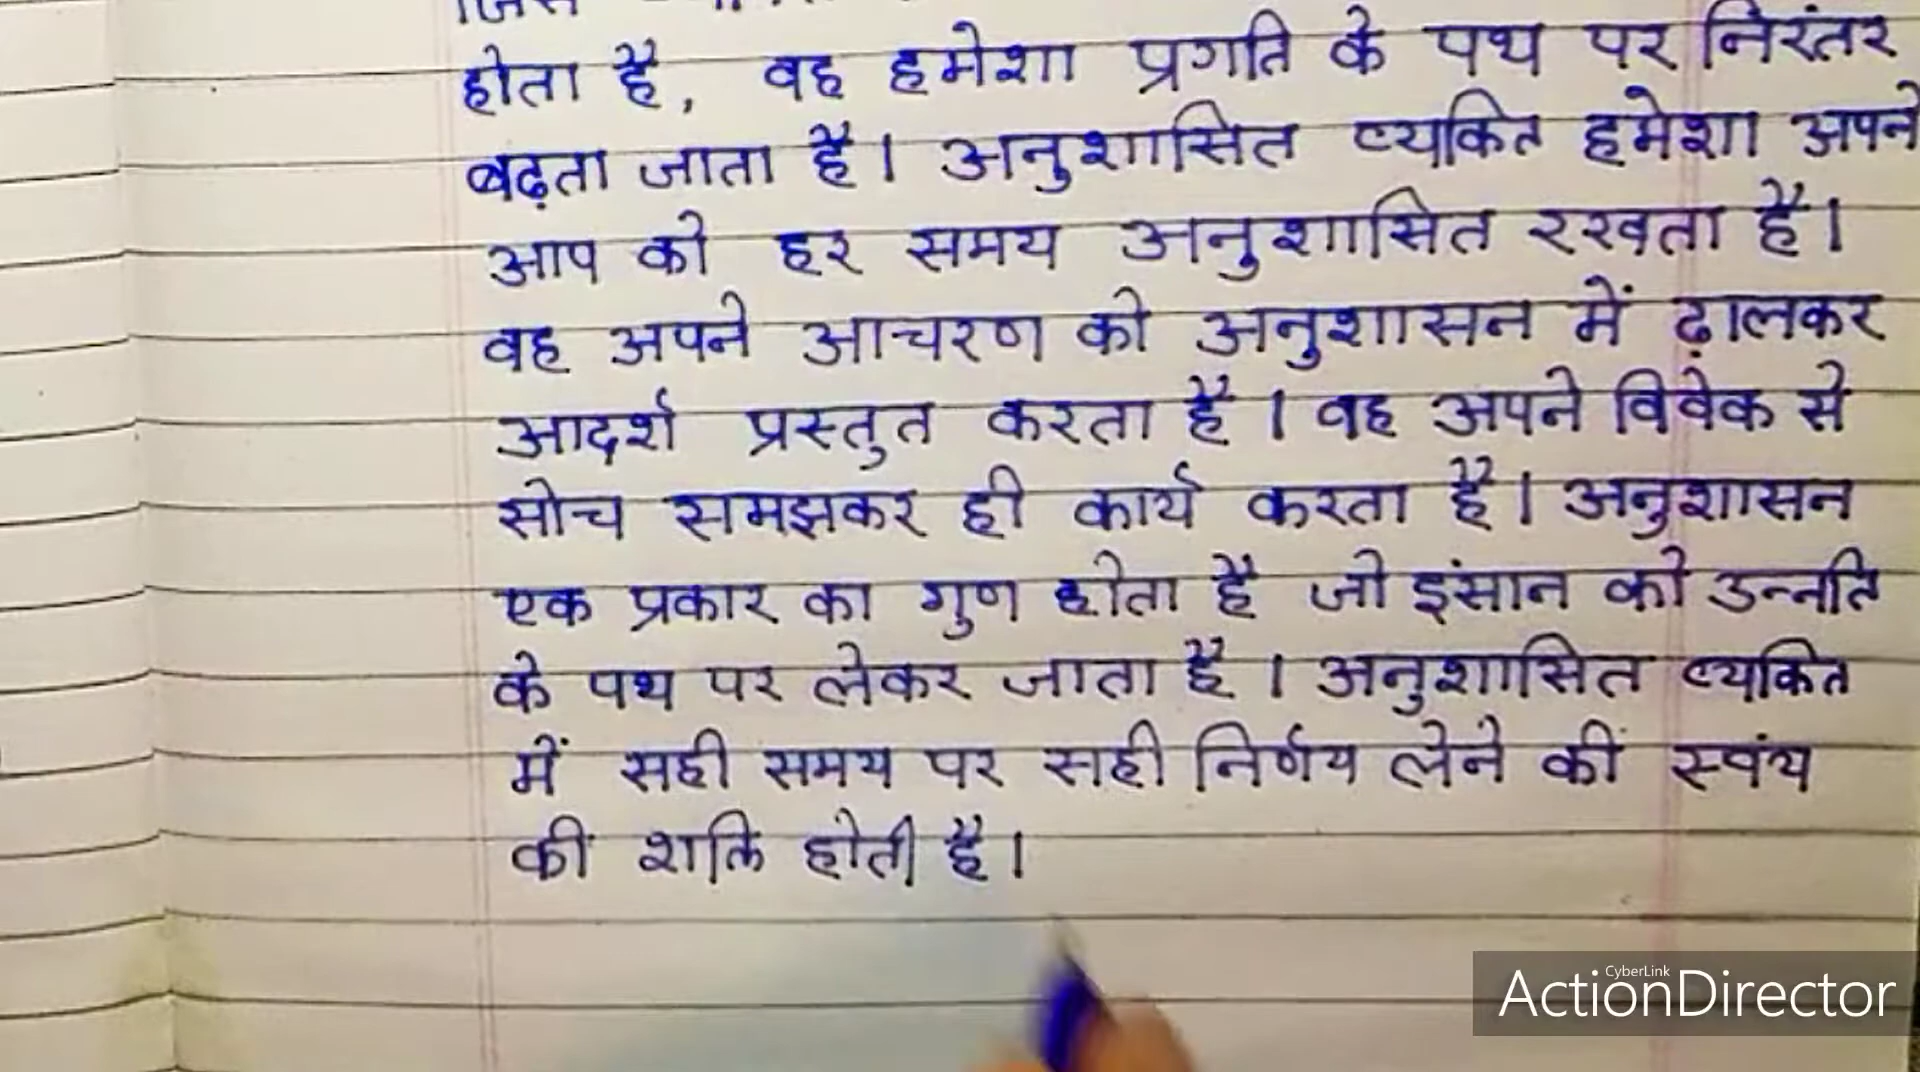 होता है, वह हमेशा प्रगति के पथ पर निरंतर
बढ़ता जाता है। अनुशासित व्यकित हमेशा अपने
आप को हर समय अनुशासित रखता है।
वह अपने आचरण को अनुशासन में ढ़ालकर
आदर्श प्रस्तुत करता है। वह अपने विवेक से
सोच समझकर ही कार्य करता है। अनुशासन
एक प्रकार का गुण होता है जो इंसान को उन्नति
के पथ पर लेकर जाता है। अनुशासित व्यकित
में सही समय पर सही निर्णय लेने की स्वंय
की शक्ति होती है।
CyberLink
ActionDirector